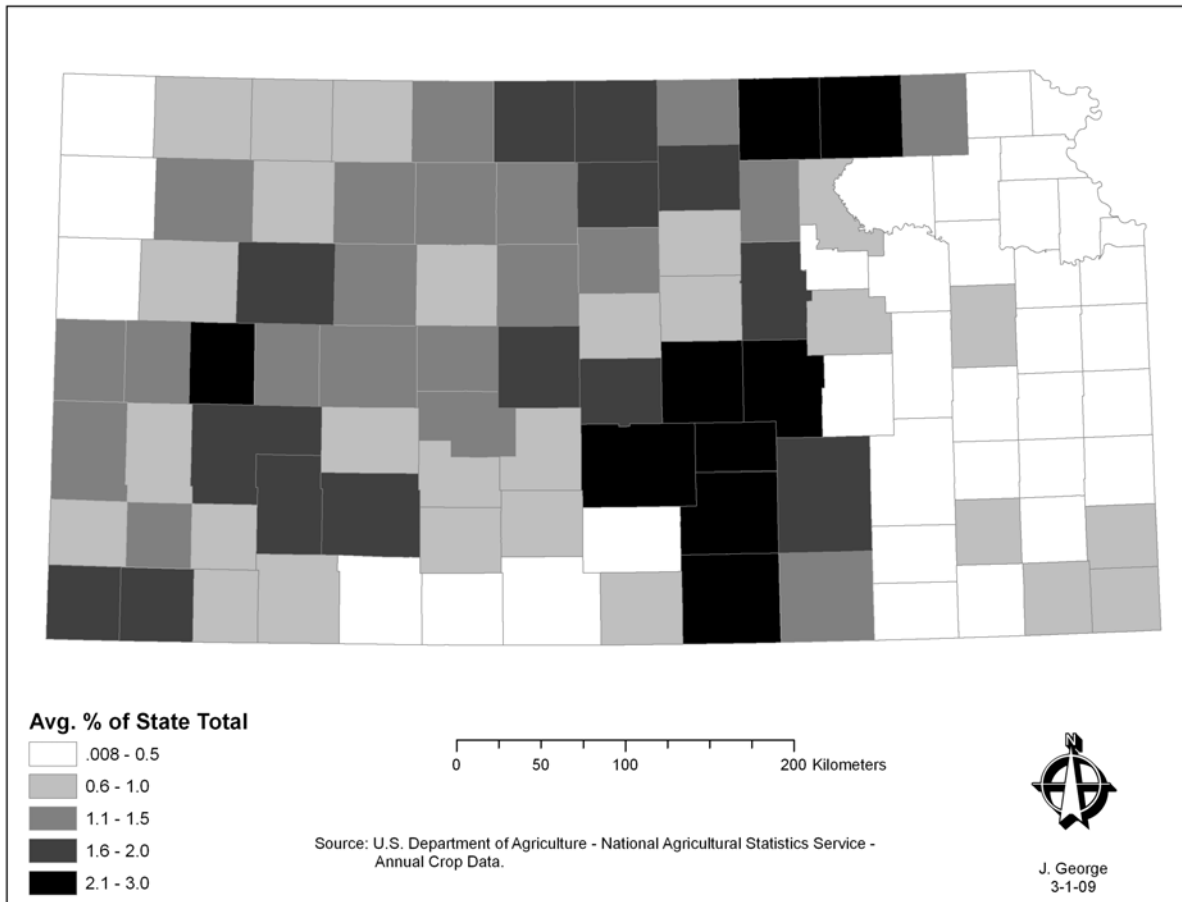 Avg. % of State Total
.008 - 0.5
0.6 - 1.0
1.1 - 1.5
1.6 - 2.0
2.1 - 3.0
0 50 100 200 Kilometers
Source: U.S. Department of Agriculture - National Agricultural Statistics Service -
Annual Crop Data.
N
J. George
3-1-09